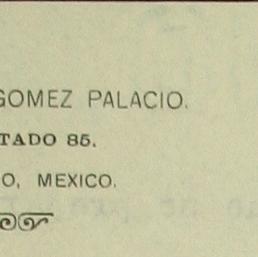 GOMEZ PALACIO.
TADO 85.
O, MEXICO.